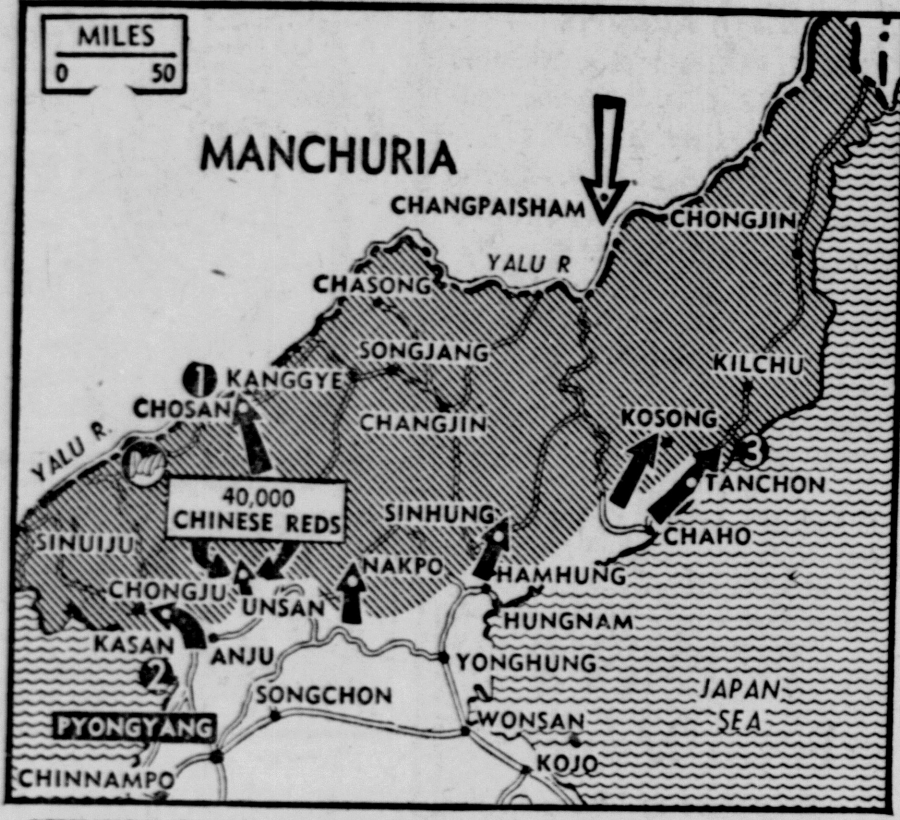 MILES
0 50
MANCHURIA
CHANGPAISHAM
CHONGJIN
YALU R
CHASONG
SONGJANG
KILCHU
1 KANGGYE
CHOSAN
CHANGJIN
KOSONG
YALU R.
3
40,000
CHINESE REDS
TANCHON
SINHUNG
SINUIJU
CHAHO
NAKPO
HAMHUNG
CHONGJU
UNSAN
HUNGNAM
KASAN
ANJU
YONGHUNG
2
SONGCHON
JAPAN
SEA
PYONGYANG
WONSAN
KOJO
CHINNAMPO